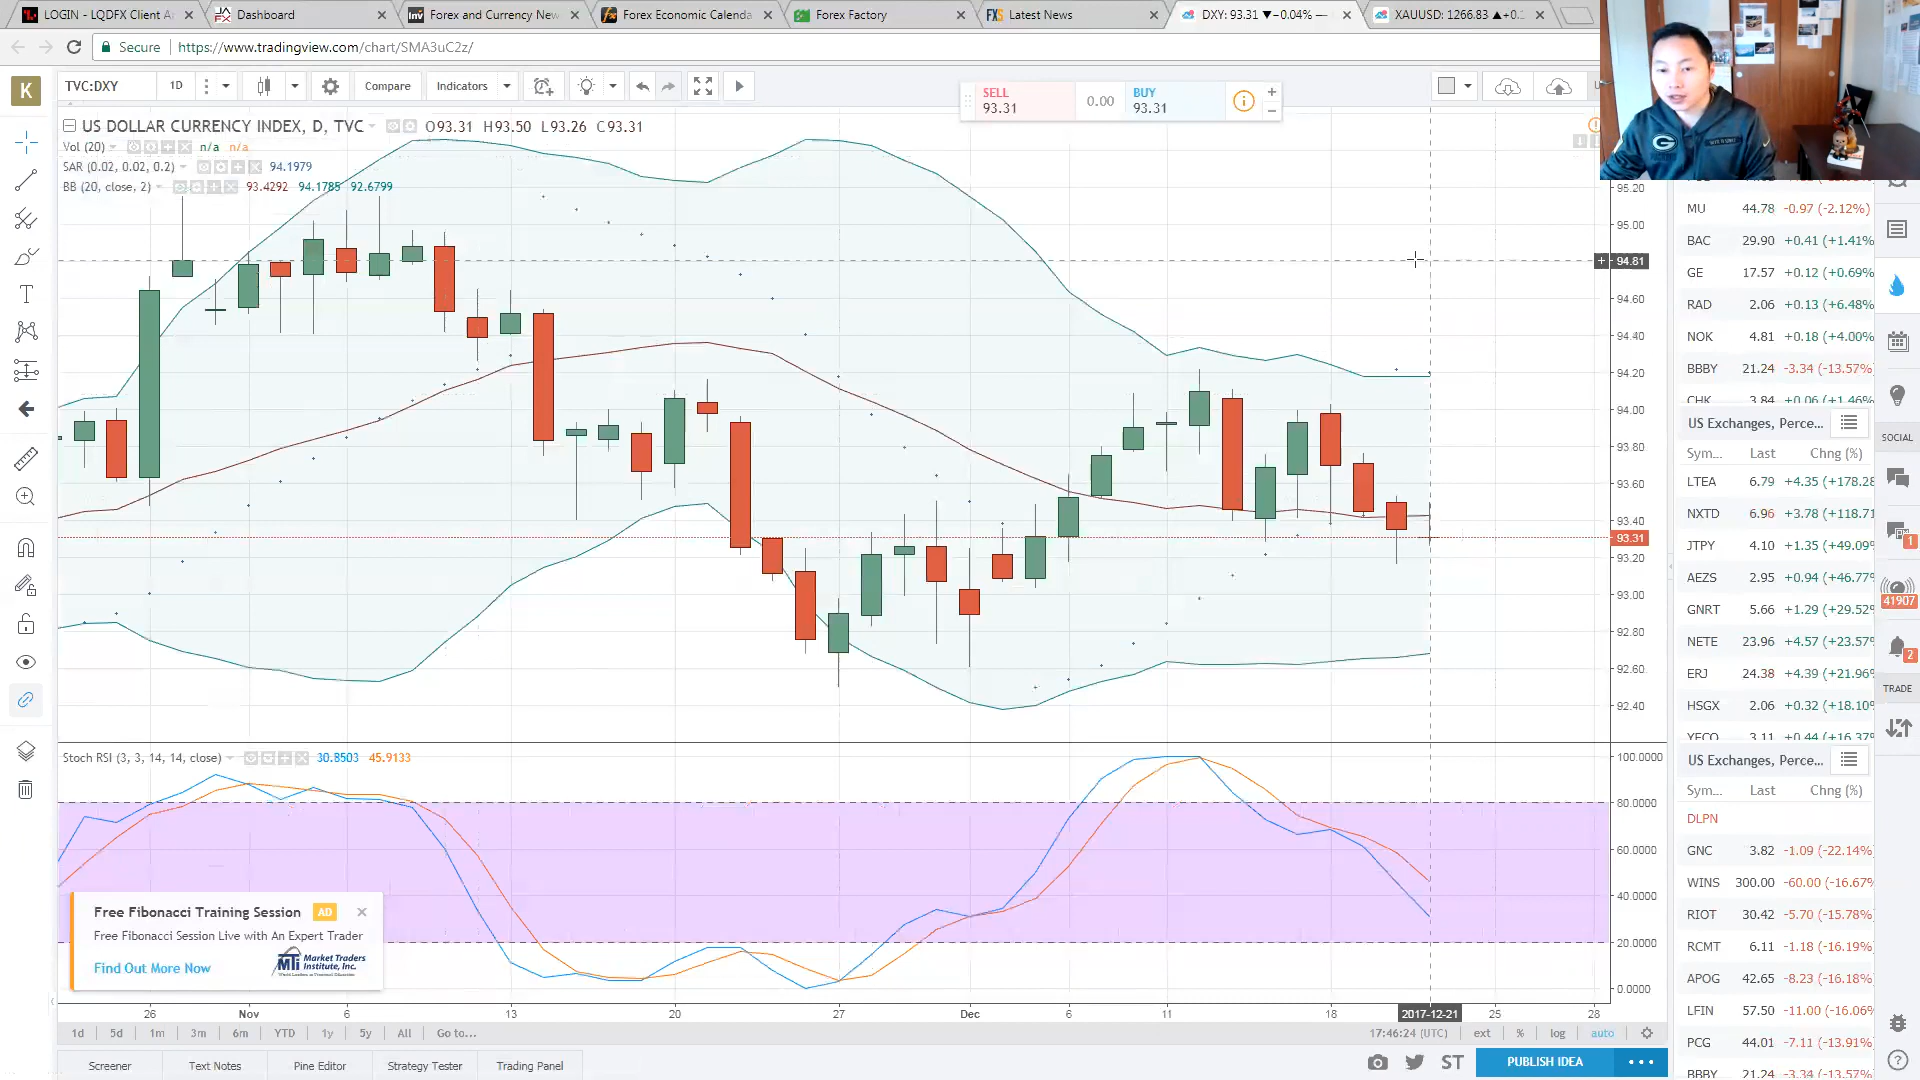 LOGIN - LQDFX Client A
Dashboard
Forex and Currency New
Forex Economic Calenda
Forex Factory
Latest News
DXY: 93.31 ▼−0.04% —
XAUUSD: 1266.83 ▲+0.
Secure
https://www.tradingview.com/chart/SMA3uC2z/
K
TVC:DXY
1D
Compare
Indicators
SELL
93.31
0.00
BUY
93.31
US DOLLAR CURRENCY INDEX, D, TVC
O93.31 H93.50 L93.26 C93.31
Vol (20)
n/a n/a
SAR (0.02, 0.02, 0.2)
94.1979
BB (20, close, 2)
93.4292 94.1785 92.6799
95.20
95.00
94.81
94.60
94.40
94.20
94.00
93.80
93.60
93.40
93.31
93.20
93.00
92.80
92.60
92.40
Stoch RSI (3, 3, 14, 14, close)
30.8503 45.9133
100.0000
80.0000
60.0000
40.0000
20.0000
0.0000
Free Fibonacci Training Session AD
Free Fibonacci Session Live with An Expert Trader
Find Out More Now
MTI Market Traders Institute, Inc.
26 Nov 6 13 20 27 Dec 6 11 18 2017-12-21 25 28
1d 5d 1m 3m 6m YTD 1y 5y All Go to...
17:46:24 (UTC) ext % log auto
Screener Text Notes Pine Editor Strategy Tester Trading Panel
ST
PUBLISH IDEA
MU 44.78 -0.97 (-2.12%)
BAC 29.90 +0.41 (+1.41%)
GE 17.57 +0.12 (+0.69%)
RAD 2.06 +0.13 (+6.48%)
NOK 4.81 +0.18 (+4.00%)
BBBY 21.24 -3.34 (-13.57%)
CHK 3.84 +0.06 (+1.46%)
US Exchanges, Perce...
Sym... Last Chng (%)
LTEA 6.79 +4.35 (+178.28
NXTD 6.96 +3.78 (+118.71
JTPY 4.10 +1.35 (+49.09%
AEZS 2.95 +0.94 (+46.77%
GNRT 5.66 +1.29 (+29.52%
NETE 23.96 +4.57 (+23.57%
ERJ 24.38 +4.39 (+21.96%
HSGX 2.06 +0.32 (+18.10%
YECO 3.11 +0.44 (+16.37%
US Exchanges, Perce...
Sym... Last Chng (%)
DLPN
GNC 3.82 -1.09 (-22.14%)
WINS 300.00 -60.00 (-16.67%
RIOT 30.42 -5.70 (-15.78%)
RCMT 6.11 -1.18 (-16.19%)
APOG 42.65 -8.23 (-16.18%)
LFIN 57.50 -11.00 (-16.06%
PCG 44.01 -7.11 (-13.91%)
BBBY 21.24 -3.34 (-13.57%)
SOCIAL
1
41907
2
TRADE